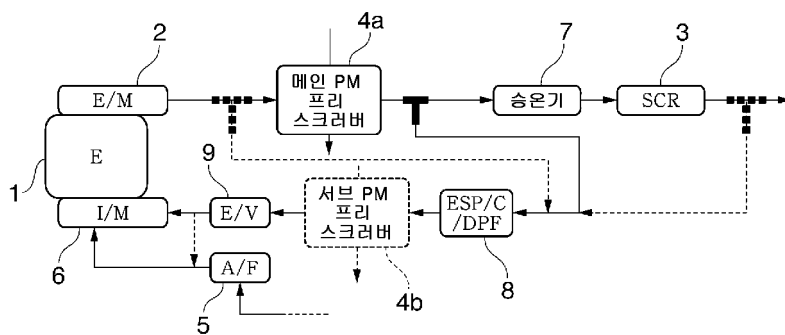 2
4a
7
3
E/M
메인 PM
프리
스크러버
승온기
SCR
1
E
9
I/M
E/V
서브 PM
프리
스크러버
ESP/C
/DPF
6
A/F
5
4b
8